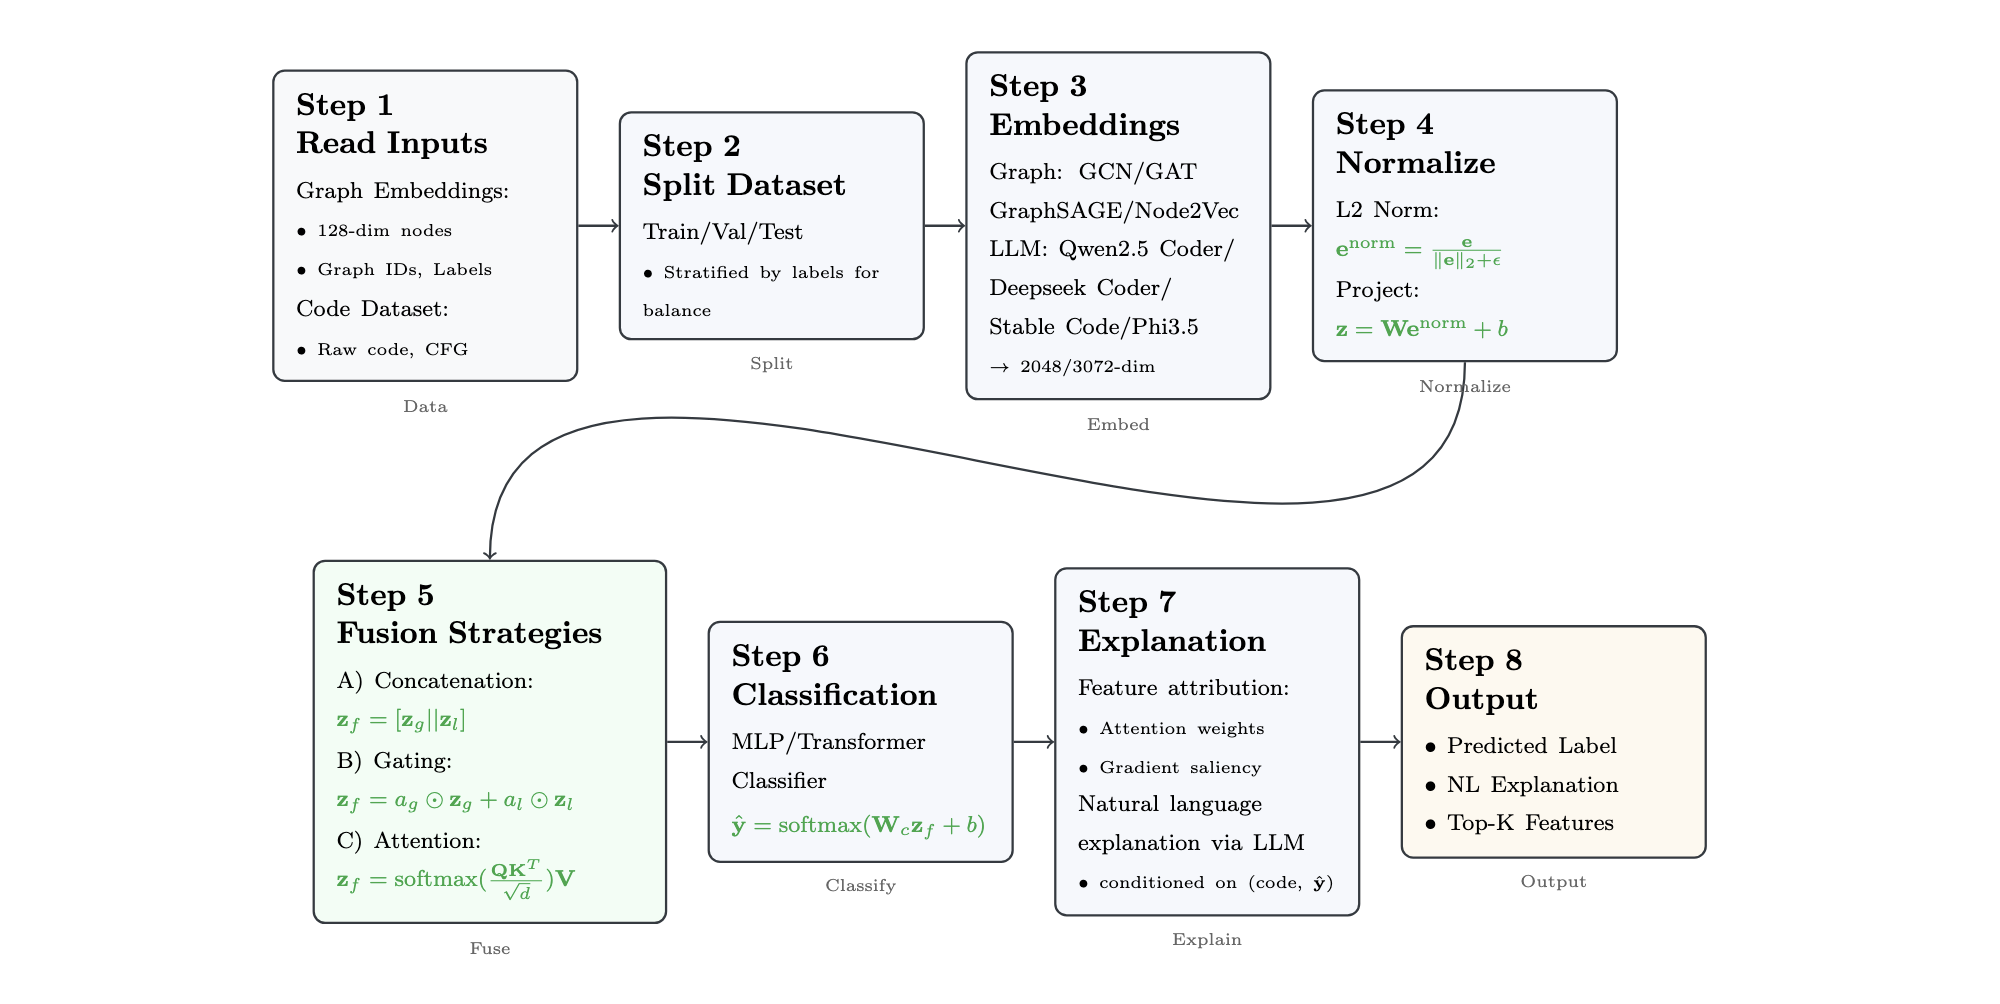 Step 1
Read Inputs
Graph Embeddings:
• 128-dim nodes
• Graph IDs, Labels
Code Dataset:
• Raw code, CFG
Data
Step 2
Split Dataset
Train/Val/Test
• Stratified by labels for
balance
Split
Step 3
Embeddings
Graph: GCN/GAT
GraphSAGE/Node2Vec
LLM: Qwen2.5 Coder/
Deepseek Coder/
Stable Code/Phi3.5
→ 2048/3072-dim
Embed
Step 4
Normalize
L2 Norm:
$\mathbf{e}^{\mathrm{norm}} = \frac{\mathbf{e}}{\|\mathbf{e}\|_2+\epsilon}$
Project:
$\mathbf{z} = \mathbf{W}\mathbf{e}^{\mathrm{norm}} + b$
Normalize
Step 5
Fusion Strategies
A) Concatenation:
$\mathbf{z}_f = [\mathbf{z}_g||\mathbf{z}_l]$
B) Gating:
$\mathbf{z}_f = a_g \odot \mathbf{z}_g + a_l \odot \mathbf{z}_l$
C) Attention:
$\mathbf{z}_f = \mathrm{softmax}(\frac{\mathbf{Q}\mathbf{K}^T}{\sqrt{d}})\mathbf{V}$
Fuse
Step 6
Classification
MLP/Transformer
Classifier
$\hat{\mathbf{y}} = \mathrm{softmax}(\mathbf{W}_c\mathbf{z}_f + b)$
Classify
Step 7
Explanation
Feature attribution:
• Attention weights
• Gradient saliency
Natural language
explanation via LLM
• conditioned on (code, $\hat{\mathbf{y}}$)
Explain
Step 8
Output
• Predicted Label
• NL Explanation
• Top-K Features
Output